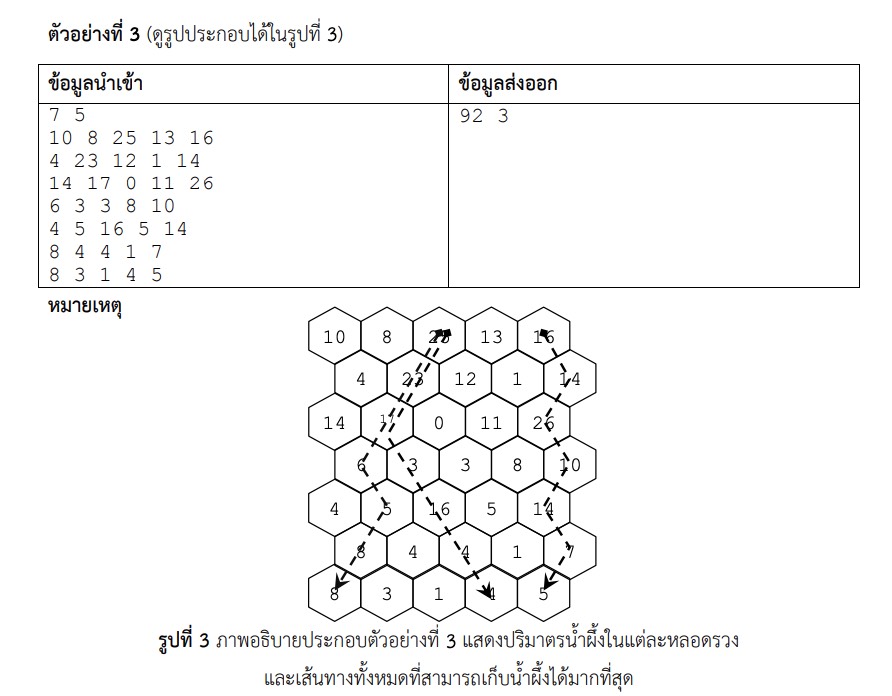 ตัวอย่างที่ 3 (ดูรูปประกอบได้ในรูปที่ 3)
ข้อมูลนำเข้า
ข้อมูลส่งออก
7 5
10 8 25 13 16
4 23 12 1 14
14 17 0 11 26
6 3 3 8 10
4 5 16 5 14
8 4 4 1 7
8 3 1 4 5
92 3
หมายเหตุ
10 8 25 13 16
4 23 12 1 14
14 17 0 11 26
6 3 3 8 10
4 5 16 5 14
8 4 4 1 7
8 3 1 4 5
รูปที่ 3 ภาพอธิบายประกอบตัวอย่างที่ 3 แสดงปริมาตรน้ำผึ้งในแต่ละหลอดรวง
และเส้นทางทั้งหมดที่สามารถเก็บน้ำผึ้งได้มากที่สุด